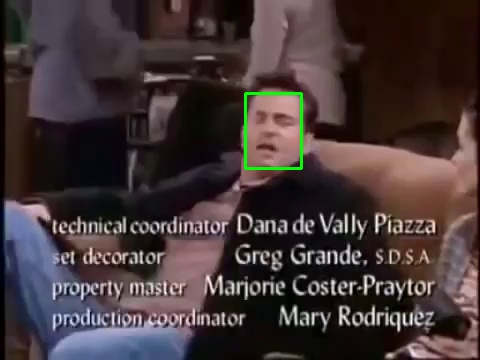 technical coordinator Dana de Vally Piazza
set decorator Greg Grande, S.D.S.A
property master Marjorie Coster-Praytor
production coordinator Mary Rodriquez